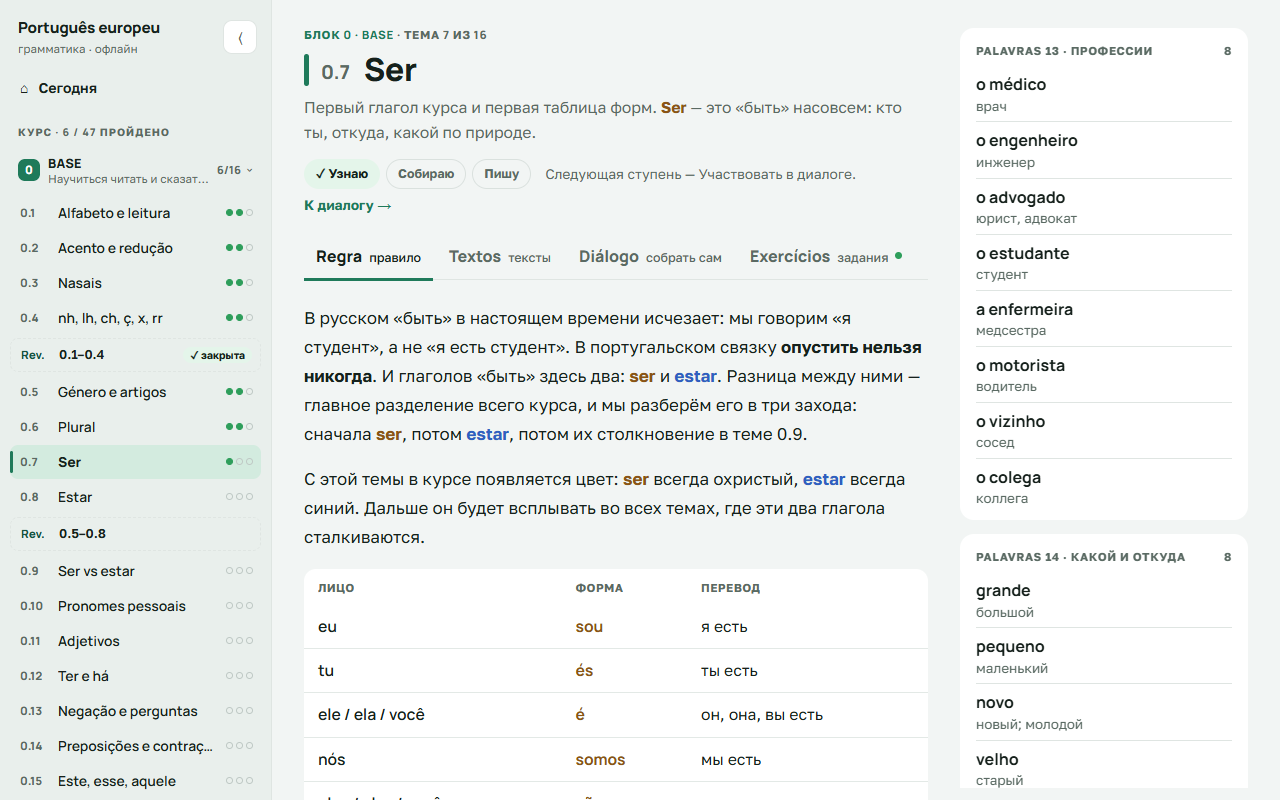 Português europeu
грамматика · офлайн
⟨
⌂ Сегодня
КУРС · 6 / 47 ПРОЙДЕНО
0 BASE 6/16
Научиться читать и сказат…
0.1 Alfabeto e leitura
0.2 Acento e redução
0.3 Nasais
0.4 nh, lh, ch, ç, x, rr
Rev. 0.1–0.4 ✓ закрыта
0.5 Género e artigos
0.6 Plural
0.7 Ser
0.8 Estar
Rev. 0.5–0.8
0.9 Ser vs estar
0.10 Pronomes pessoais
0.11 Adjetivos
0.12 Ter e há
0.13 Negação e perguntas
0.14 Preposições e contraç…
0.15 Este, esse, aquele
БЛОК 0 · BASE · ТЕМА 7 ИЗ 16
0.7 Ser
Первый глагол курса и первая таблица форм. Ser — это «быть» насовсем: кто
ты, откуда, какой по природе.
✓ Узнаю Собираю Пишу Следующая ступень — Участвовать в диалоге.
К диалогу →
Regra правило Textos тексты Diálogo собрать сам Exercícios задания
В русском «быть» в настоящем времени исчезает: мы говорим «я
студент», а не «я есть студент». В португальском связку опустить нельзя
никогда. И глаголов «быть» здесь два: ser и estar. Разница между ними —
главное разделение всего курса, и мы разберём его в три захода:
сначала ser, потом estar, потом их столкновение в теме 0.9.
С этой темы в курсе появляется цвет: ser всегда охристый, estar всегда
синий. Дальше он будет всплывать во всех темах, где эти два глагола
сталкиваются.
ЛИЦО ФОРМА ПЕРЕВОД
eu sou я есть
tu és ты есть
ele / ela / você é он, она, вы есть
nós somos мы есть
PALAVRAS 13 · ПРОФЕССИИ 8
o médico
врач
o engenheiro
инженер
o advogado
юрист, адвокат
o estudante
студент
a enfermeira
медсестра
o motorista
водитель
o vizinho
сосед
o colega
коллега
PALAVRAS 14 · КАКОЙ И ОТКУДА 8
grande
большой
pequeno
маленький
novo
новый; молодой
velho
старый